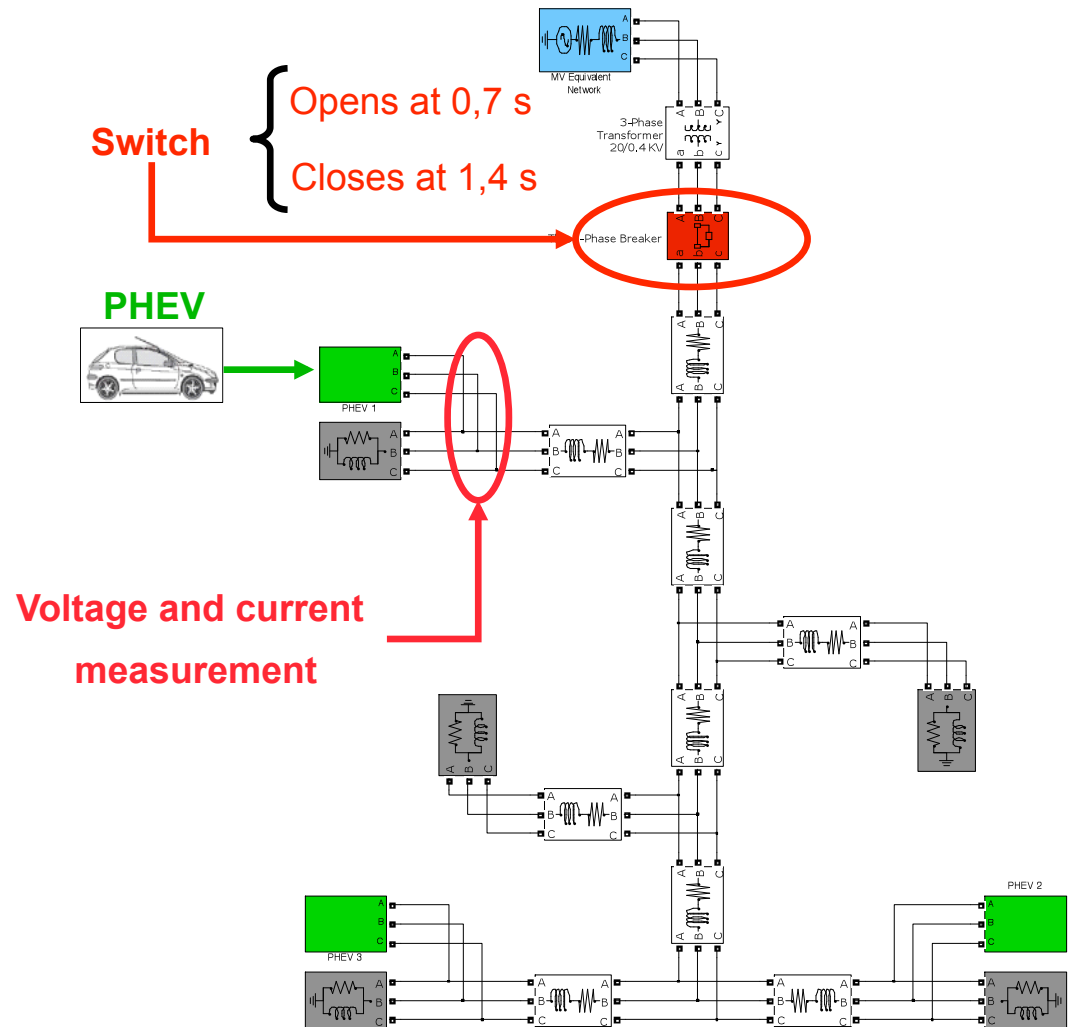 A
B
C
MV Equivalent
Network
Opens at 0,7 s
Switch
Closes at 1,4 s
A B C
3-Phase
Transformer
20/0.4 KV
a b c
A B C
-Phase Breaker
a b c
PHEV
A
B
C
PHEV 1
A B C
A B C
A
B
C
A
B
C
A
B
C
A B C
A B C
Voltage and current
measurement
A
B
C
A
B
C
A B C
A B C
A B C
A B C
A
B
C
A
B
C
A B C
A B C
PHEV 2
A
B
C
PHEV 3
A
B
C
A
B
C
A
B
C
A
B
C
A
B
C
A
B
C
A
B
C